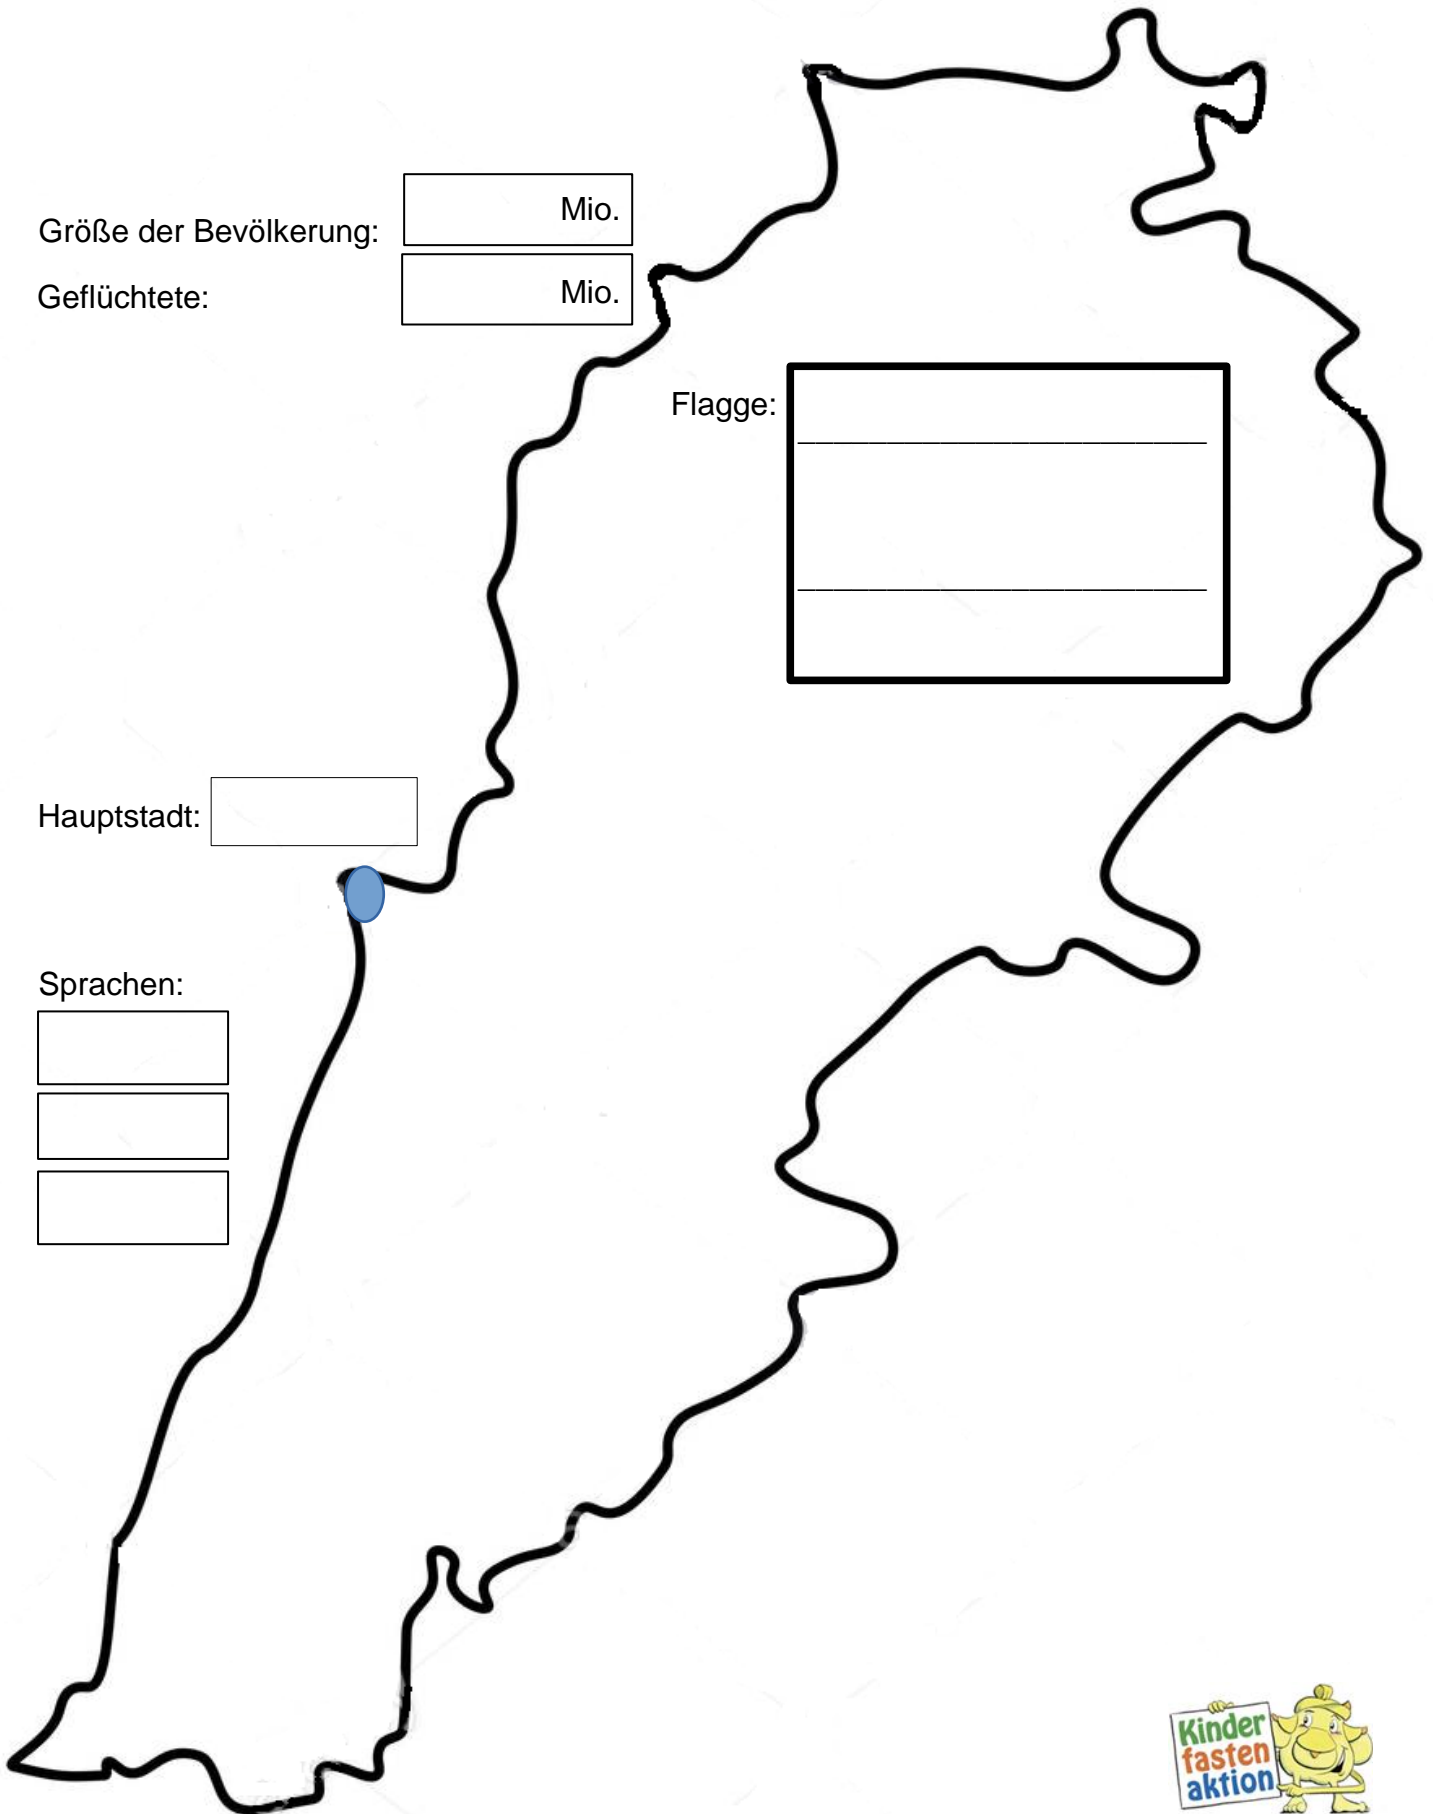 Größe der Bevölkerung:
Mio.
Geflüchtete:
Mio.
Flagge:
Hauptstadt:
Sprachen:
Kinder
fasten
aktion